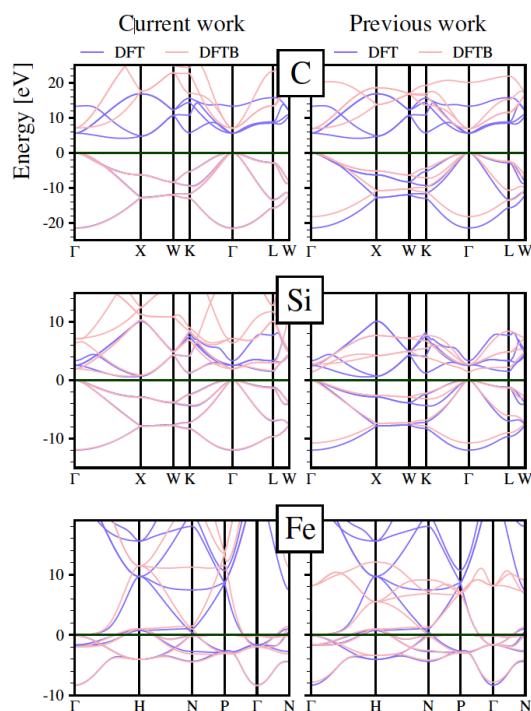 Current work Previous work
DFT DFTB DFT DFTB
C
Energy [eV]
20
10
0
-10
-20
Γ X W K Γ L W Γ X W K Γ L W
Si
10
0
-10
Γ X W K Γ L W Γ X W K Γ L W
Fe
10
0
-10
Γ H N P Γ N Γ H N P Γ N